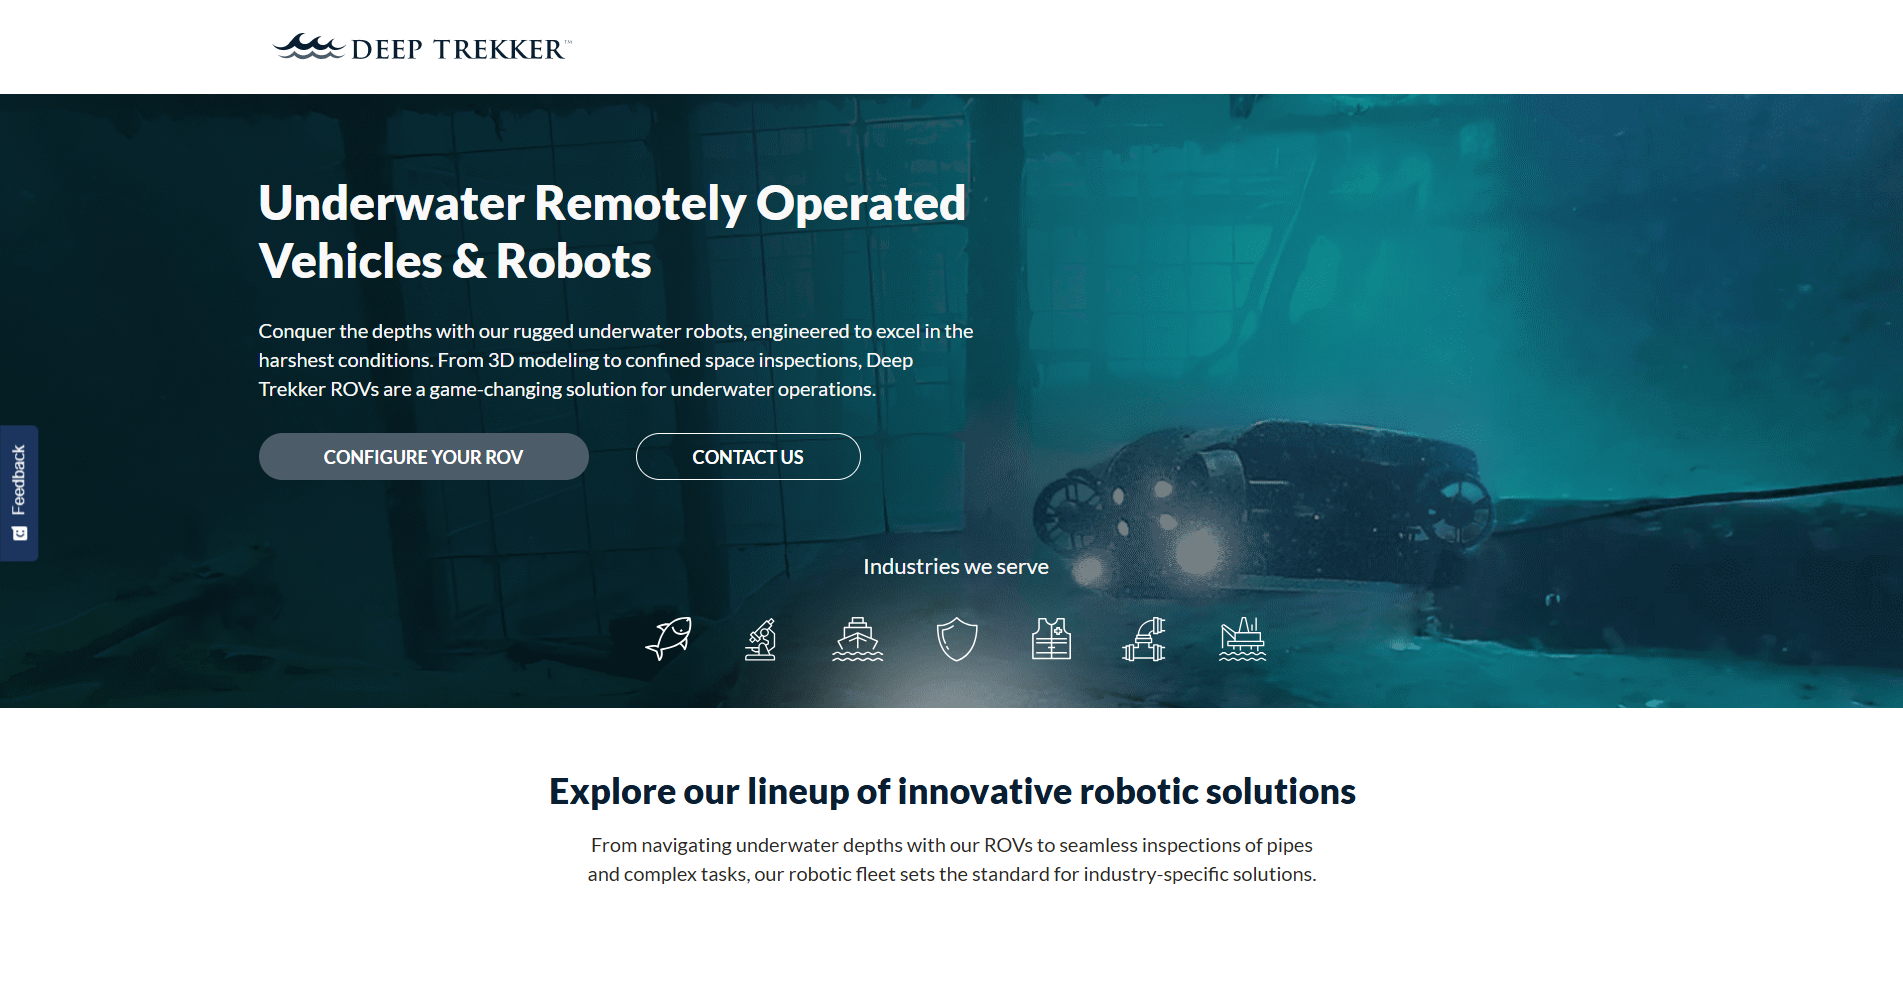 DEEP TREKKER™
Underwater Remotely Operated
Vehicles & Robots
Conquer the depths with our rugged underwater robots, engineered to excel in the
harshest conditions. From 3D modeling to confined space inspections, Deep
Trekker ROVs are a game-changing solution for underwater operations.
CONFIGURE YOUR ROV
CONTACT US
Feedback
Industries we serve
Explore our lineup of innovative robotic solutions
From navigating underwater depths with our ROVs to seamless inspections of pipes
and complex tasks, our robotic fleet sets the standard for industry-specific solutions.